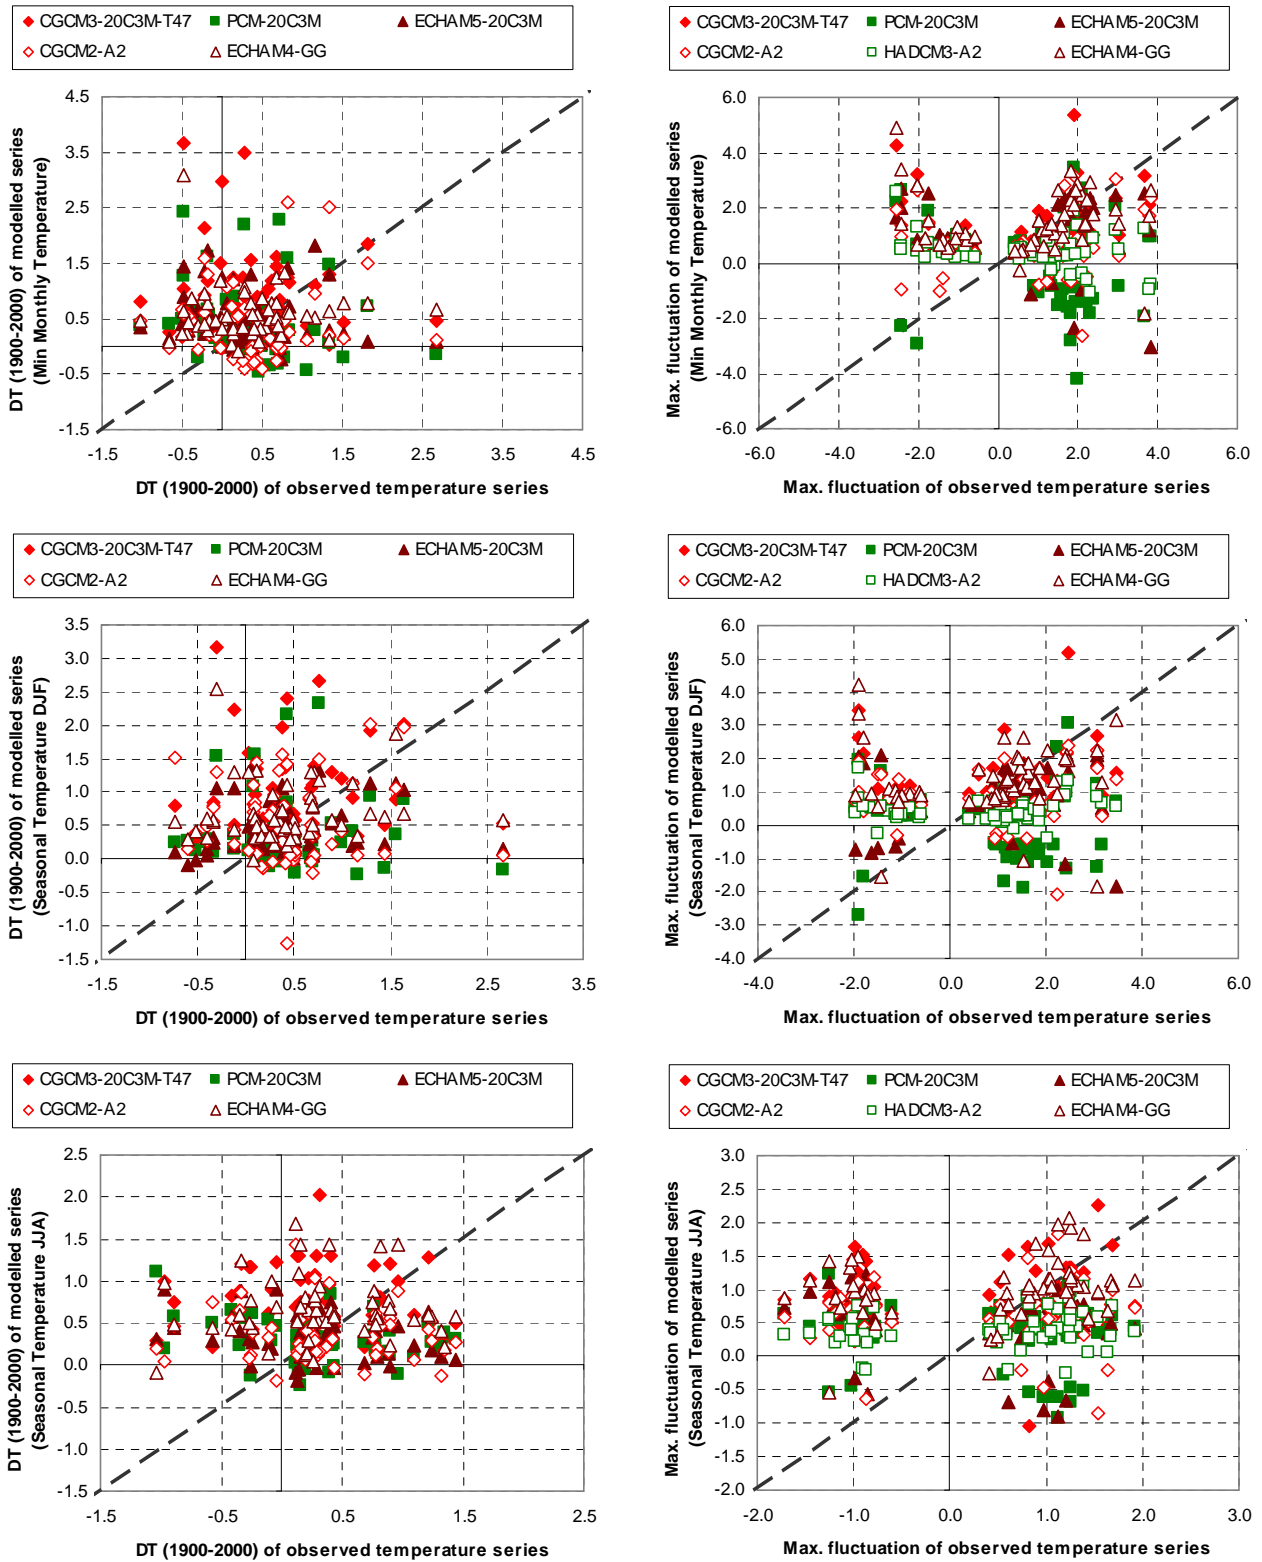 CGCM3-20C3M-T47 PCM-20C3M ECHAM5-20C3M
CGCM2-A2 ECHAM4-GG
DT (1900-2000) of modelled series
(Min Monthly Temperature)
4.5
3.5
2.5
1.5
0.5
-0.5
-1.5
-1.5 -0.5 0.5 1.5 2.5 3.5 4.5
DT (1900-2000) of observed temperature series
CGCM3-20C3M-T47 PCM-20C3M ECHAM5-20C3M
CGCM2-A2 HADCM3-A2 ECHAM4-GG
Max. fluctuation of modelled series
(Min Monthly Temperature)
6.0
4.0
2.0
0.0
-2.0
-4.0
-6.0
-6.0 -4.0 -2.0 0.0 2.0 4.0 6.0
Max. fluctuation of observed temperature series
CGCM3-20C3M-T47 PCM-20C3M ECHAM5-20C3M
CGCM2-A2 ECHAM4-GG
DT (1900-2000) of modelled series
(Seasonal Temperature DJF)
3.5
3.0
2.5
2.0
1.5
1.0
0.5
0.0
-0.5
-1.0
-1.5
-1.5 -0.5 0.5 1.5 2.5 3.5
DT (1900-2000) of observed temperature series
CGCM3-20C3M-T47 PCM-20C3M ECHAM5-20C3M
CGCM2-A2 HADCM3-A2 ECHAM4-GG
Max. fluctuation of modelled series
(Seasonal Temperature DJF)
6.0
5.0
4.0
3.0
2.0
1.0
0.0
-1.0
-2.0
-3.0
-4.0
-4.0 -2.0 0.0 2.0 4.0 6.0
Max. fluctuation of observed temperature series
CGCM3-20C3M-T47 PCM-20C3M ECHAM5-20C3M
CGCM2-A2 ECHAM4-GG
DT (1900-2000) of modelled series
(Seasonal Temperature JJA)
2.5
2.0
1.5
1.0
0.5
0.0
-0.5
-1.0
-1.5
-1.5 -0.5 0.5 1.5 2.5
DT (1900-2000) of observed temperature series
CGCM3-20C3M-T47 PCM-20C3M ECHAM5-20C3M
CGCM2-A2 HADCM3-A2 ECHAM4-GG
Max. fluctuation of modelled series
(Seasonal Temperature JJA)
3.0
2.5
2.0
1.5
1.0
0.5
0.0
-0.5
-1.0
-1.5
-2.0
-2.0 -1.0 0.0 1.0 2.0 3.0
Max. fluctuation of observed temperature series